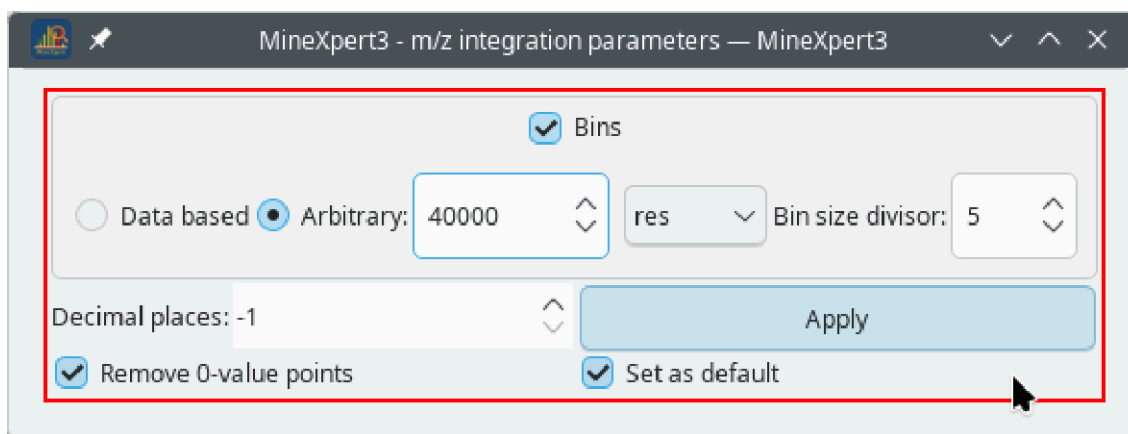 MineXpert3 - m/z integration parameters — MineXpert3
Bins
Data based Arbitrary: 40000 res Bin size divisor: 5
Decimal places: -1 Apply
Remove 0-value points Set as default